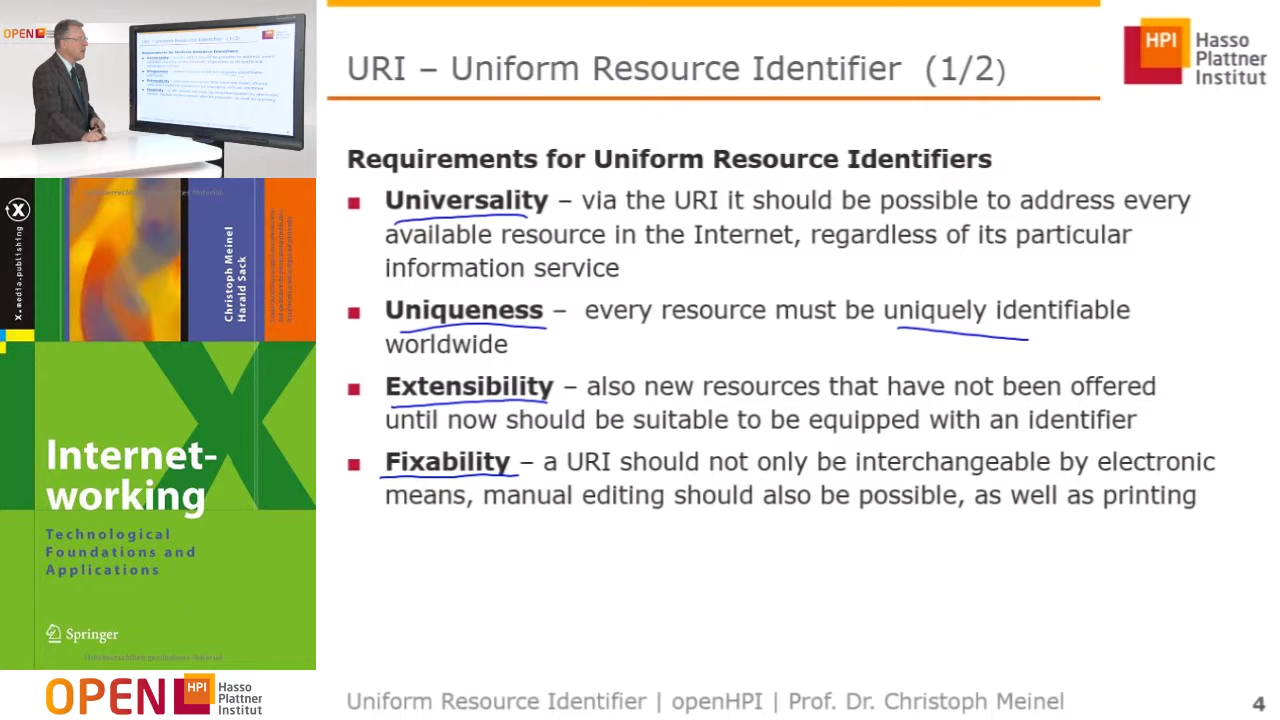 OPEN
URI – Uniform Resource Identifier (1/2)
HPI Hasso
Plattner
Institut
Requirements for Uniform Resource Identifiers
Universality – via the URI it should be possible to address every
available resource in the Internet, regardless of its particular
information service
Uniqueness – every resource must be uniquely identifiable
worldwide
Extensibility – also new resources that have not been offered
until now should be suitable to be equipped with an identifier
Fixability – a URI should not only be interchangeable by electronic
means, manual editing should also be possible, as well as printing
X
x.media.publishing
Christoph Meinel
Harald Sack
X
Internet-
working
Technological
Foundations and
Applications
Springer
OPEN HPI Hasso
Plattner
Institut
Uniform Resource Identifier | openHPI | Prof. Dr. Christoph Meinel
4